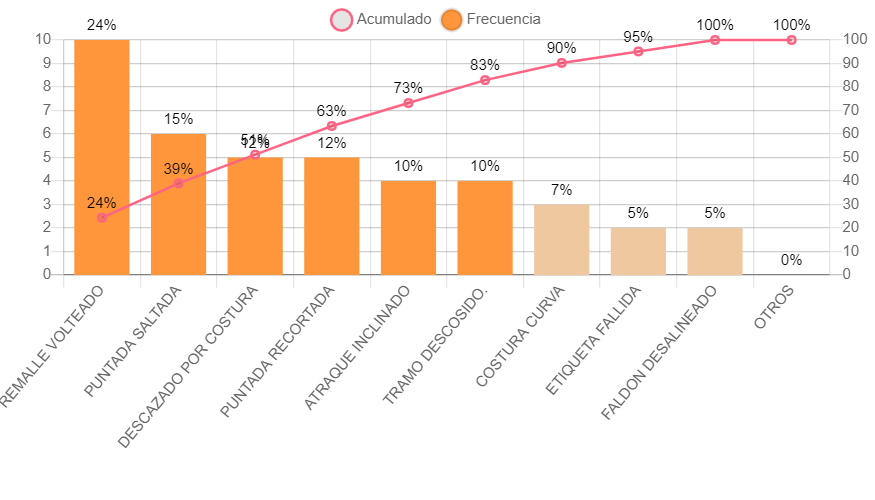 Acumulado Frecuencia
24% 15% 12% 12% 10% 10% 7% 5% 5% 0%
24% 39% 51% 63% 73% 83% 90% 95% 100% 100%
10 100
9 90
8 80
7 70
6 60
5 50
4 40
3 30
2 20
1 10
0 0
REMALLE VOLTEADO
PUNTADA SALTADA
DESCAZADO POR COSTURA
PUNTADA RECORTADA
ATRAQUE INCLINADO
TRAMO DESCOSIDO.
COSTURA CURVA
ETIQUETA FALLIDA
FALDON DESALINEADO
OTROS